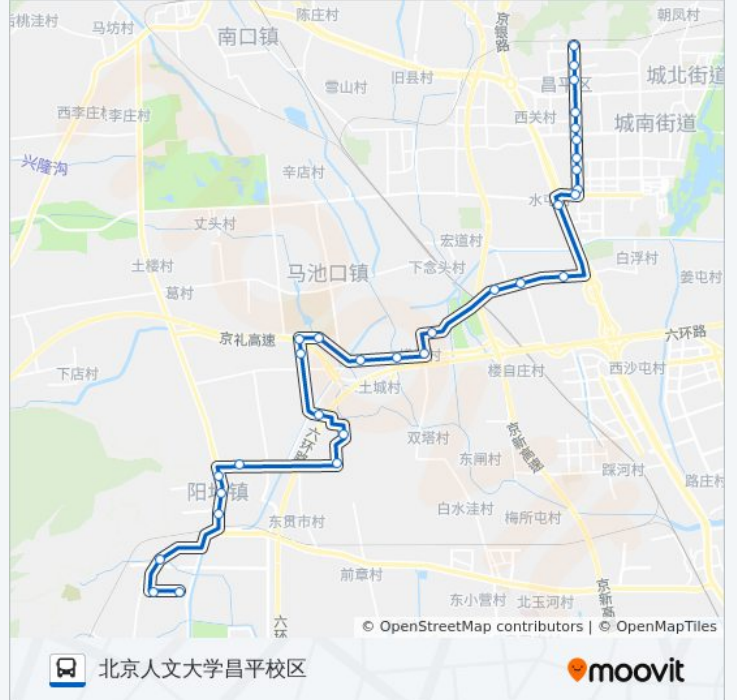 桃洼村
马坊村
陈庄村
南口镇
京银路
朝凤村
雪山村
旧县村
昌平区
城北街道
西李庄村
李庄村
西关村
城南街道
兴隆沟
辛店村
水屯
丈头村
宏道村
土楼村
马池口镇
下念头村
白浮村
葛村
姜屯村
京礼高速
六环路
下店村
楼自庄村
西沙屯村
土城村
双塔村
六环路
京新高速
东闸村
踩河村
阳坊镇
路庄村
白水洼村
东贯市村
梅所屯村
前章村
东小营村
北玉河村
京新高
六环
© OpenStreetMap contributors | © OpenMapTiles
北京人文大学昌平校区
moovit